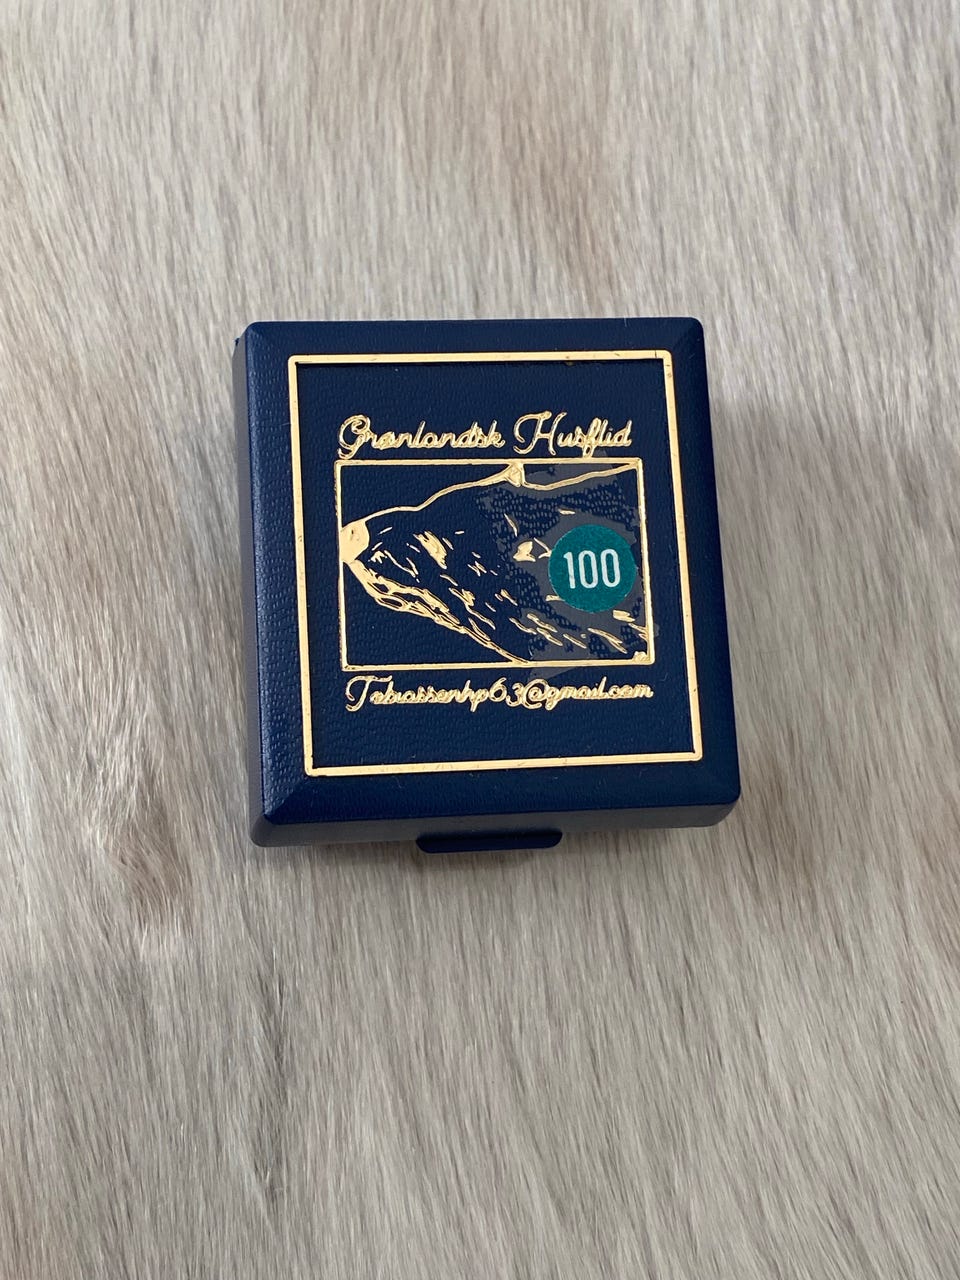 Grønlandsk Husflid
100
Tobiassenhp63@gmail.com